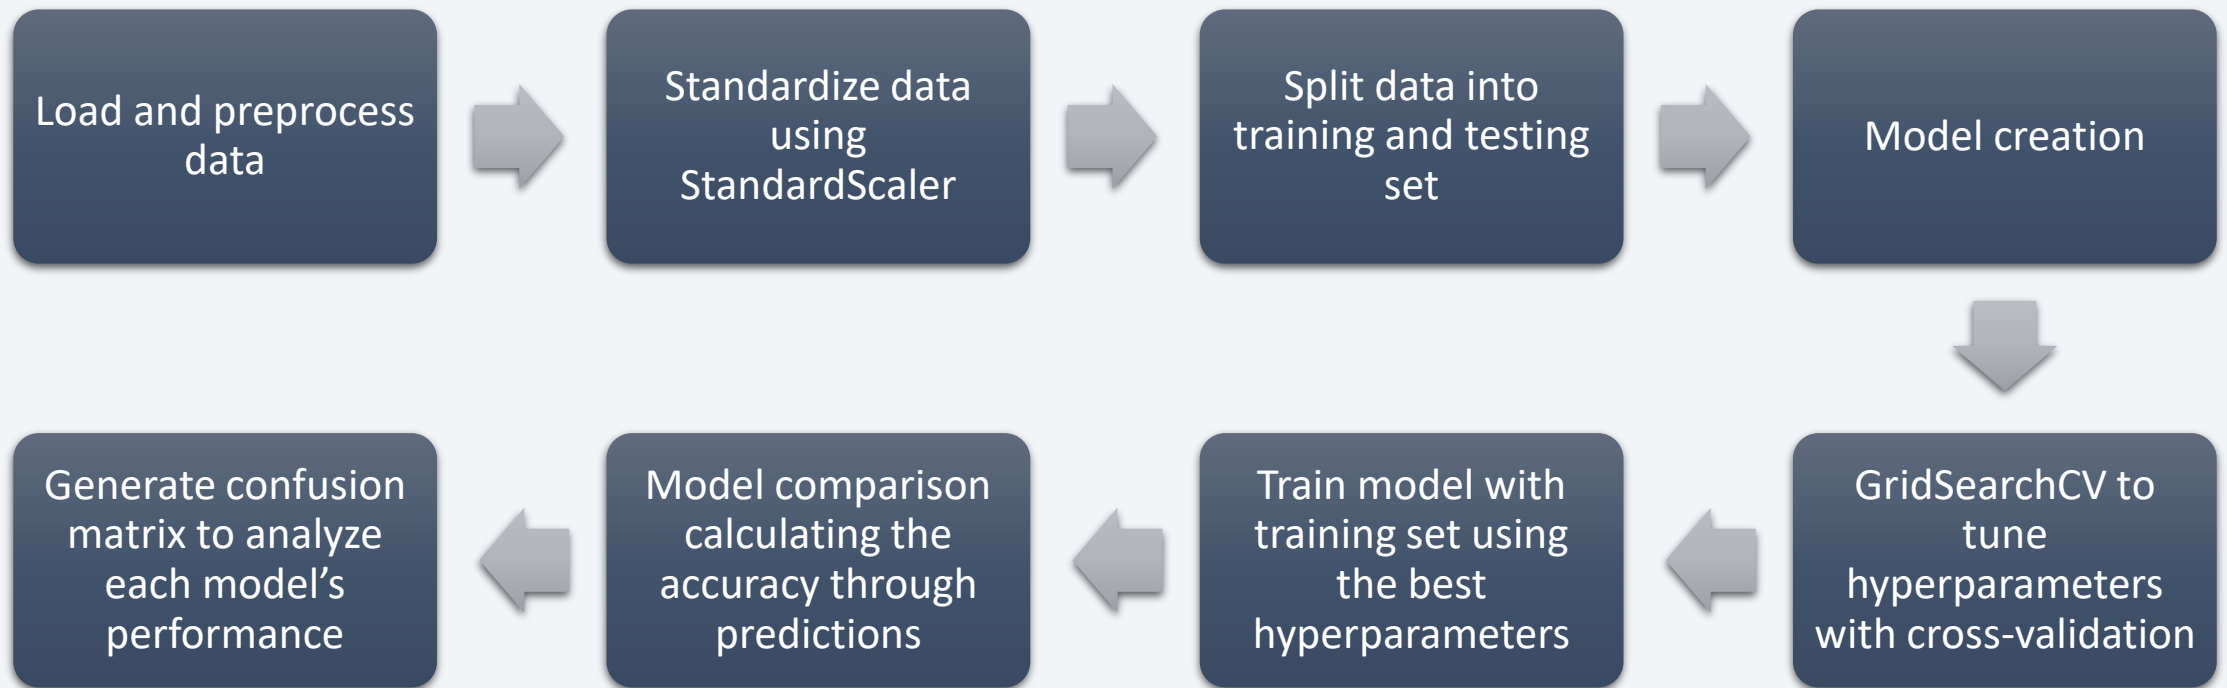 Load and preprocess
data
Standardize data
using
StandardScaler
Split data into
training and testing
set
Model creation
GridSearchCV to
tune
hyperparameters
with cross-validation
Train model with
training set using
the best
hyperparameters
Model comparison
calculating the
accuracy through
predictions
Generate confusion
matrix to analyze
each model’s
performance